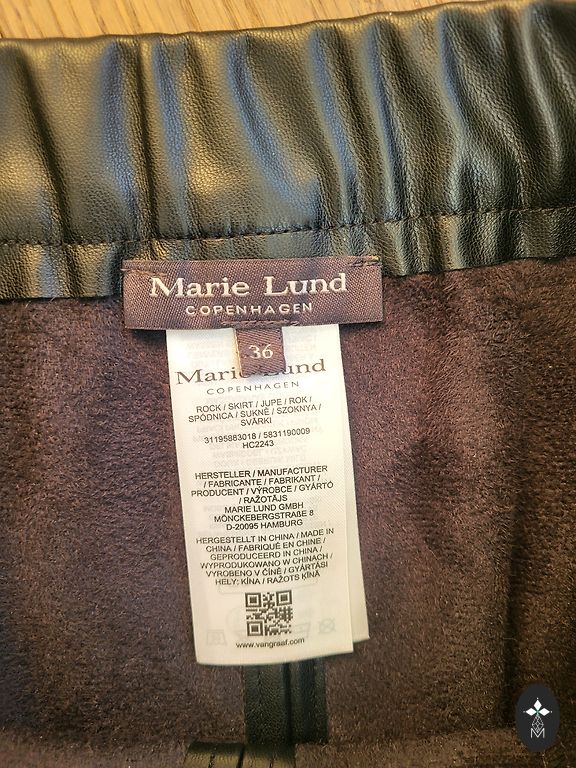 Marie Lund
COPENHAGEN
36
COPENHAGEN
ROCK / SKIRT / JUPE / ROK /
SPÓDNICA / SUKNĚ / SZOKNYA /
SVĀRKI
31195883018 / 5831190009
HC2243
HERSTELLER / MANUFACTURER
/ FABRICANTE / FABRIKANT /
PRODUCENT / VÝROBCE / GYÁRTÓ
/ RAŽOTĀJS
MARIE LUND GMBH
MÖNCKEBERGSTRAßE 8
D-20095 HAMBURG
HERGESTELLT IN CHINA / MADE IN
CHINA / FABRIQUÉ EN CHINE /
GEPRODUCEERD IN CHINA /
WYPRODUKOWANO W CHINACH /
VYROBENO V ČÍNĚ / GYÁRTÁSI
HELY: KÍNA / RAŽOTS ĶĪNĀ
www.vangraaf.com
M